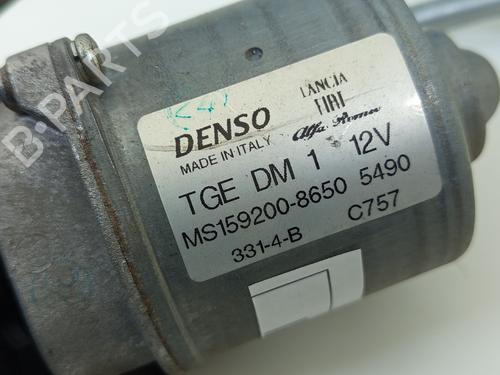 B-PARTS
DENSO
MADE IN ITALY
LANCIA
FIAT
Alfa Romeo
TGE DM 1 12V
MS159200-8650 5490
331-4-B C757